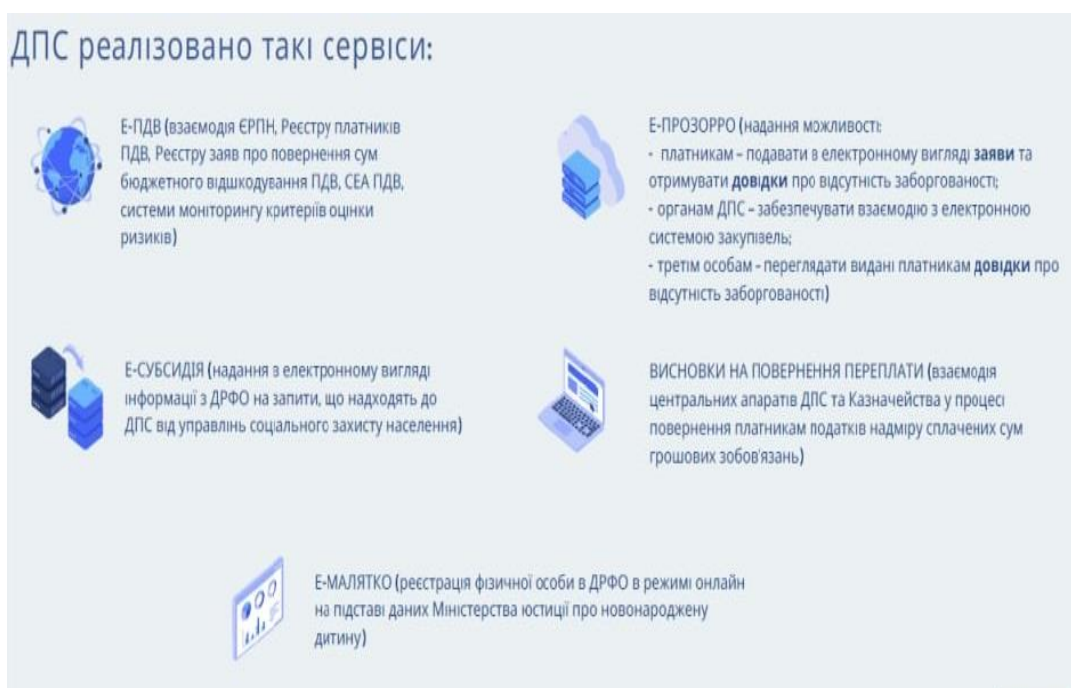 ДПС реалізовано такі сервіси:
Е-ПДВ (взаємодія ЄРПН, Реєстру платників
ПДВ, Реєстру заяв про повернення сум
бюджетного відшкодування ПДВ, СЕА ПДВ,
системи моніторингу критеріїв оцінки
ризиків)
Е-ПРОЗОРРО (надання можливості:
- платникам – подавати в електронному вигляді заяви та
отримувати довідки про відсутність заборгованості;
- органам ДПС – забезпечувати взаємодію з електронною
системою закупівель;
- третім особам – переглядати видані платникам довідки про
відсутність заборгованості)
Е-СУБСИДІЯ (надання в електронному вигляді
інформації з ДРФО на запити, що надходять до
ДПС від управлінь соціального захисту населення)
ВИСНОВКИ НА ПОВЕРНЕННЯ ПЕРЕПЛАТИ (взаємодія
центральних апаратів ДПС та Казначейства у процесі
повернення платникам податків надміру сплачених сум
грошових зобов'язань)
Е-МАЛЯТКО (реєстрація фізичної особи в ДРФО в режимі онлайн
на підставі даних Міністерства юстиції про новонароджену
дитину)